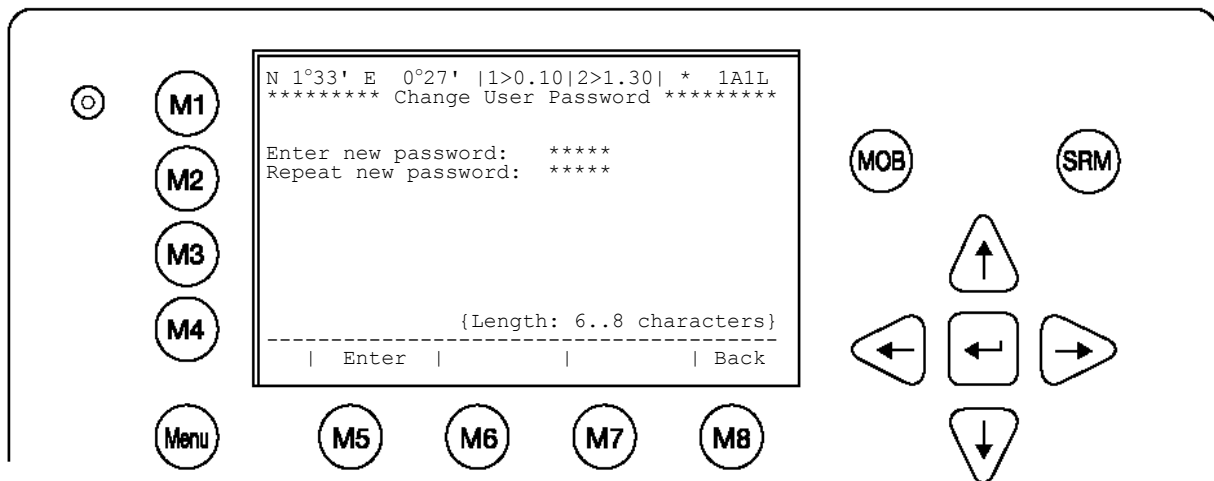 N 1°33' E 0°27' |1>0.10|2>1.30| * 1A1L
********* Change User Password *********
Enter new password: *****
Repeat new password: *****
{Length: 6..8 characters}
----------------------------------------
| Enter | | | Back
M1
M2
M3
M4
Menu
M5
M6
M7
M8
MOB
SRM